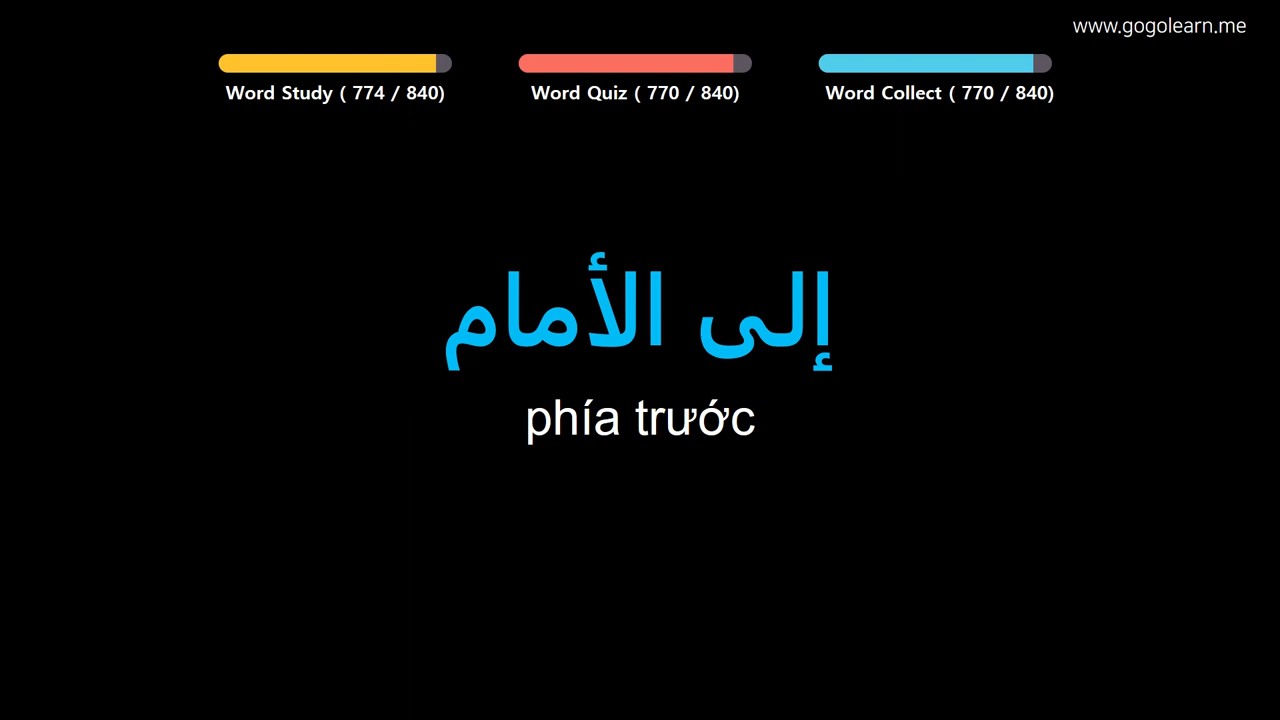 www.gogolearn.me
Word Study ( 774 / 840)
Word Quiz ( 770 / 840)
Word Collect ( 770 / 840)
إلى الأمام
phía trước